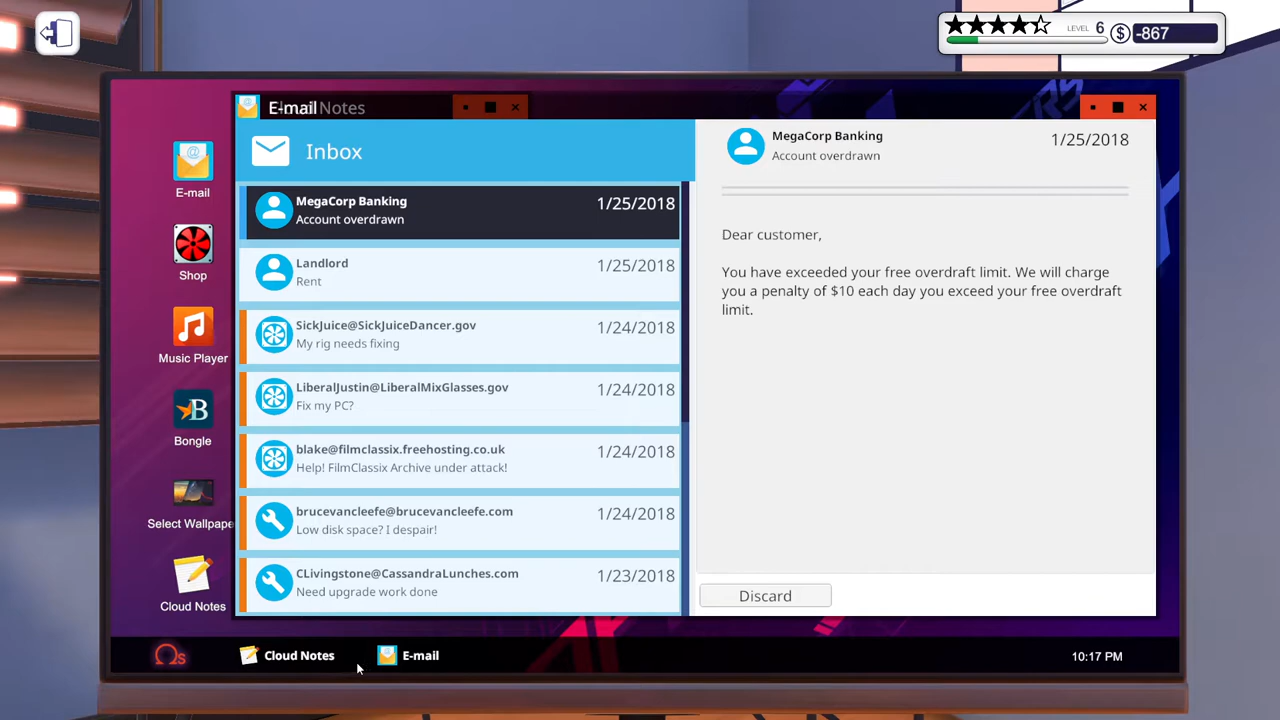 LEVEL 6
$ -867
E-mail
Notes
Inbox
MegaCorp Banking
1/25/2018
Account overdrawn
Landlord
1/25/2018
Rent
SickJuice@SickJuiceDancer.gov
1/24/2018
My rig needs fixing
LiberalJustin@LiberalMixGlasses.gov
1/24/2018
Fix my PC?
blake@filmclassix.freehosting.co.uk
1/24/2018
Help! FilmClassix Archive under attack!
brucevancleefe@brucevancleefe.com
1/24/2018
Low disk space? I despair!
CLivingstone@CassandraLunches.com
1/23/2018
Need upgrade work done
MegaCorp Banking
1/25/2018
Account overdrawn
Dear customer,
You have exceeded your free overdraft limit. We will charge
you a penalty of $10 each day you exceed your free overdraft
limit.
Discard
E-mail
Shop
Music Player
Bongle
Select Wallpape
Cloud Notes
Ωs
Cloud Notes
E-mail
10:17 PM